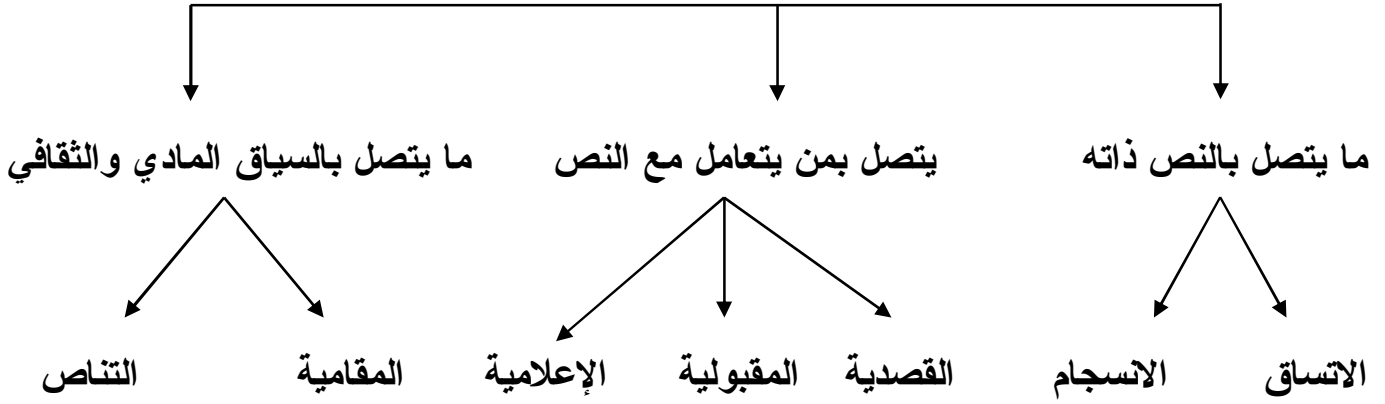 ما يتصل بالنص ذاته يتصل بمن يتعامل مع النص ما يتصل بالسياق المادي والثقافي
الاتساق الانسجام القصدية المقبولية الإعلامية المقامية التناص